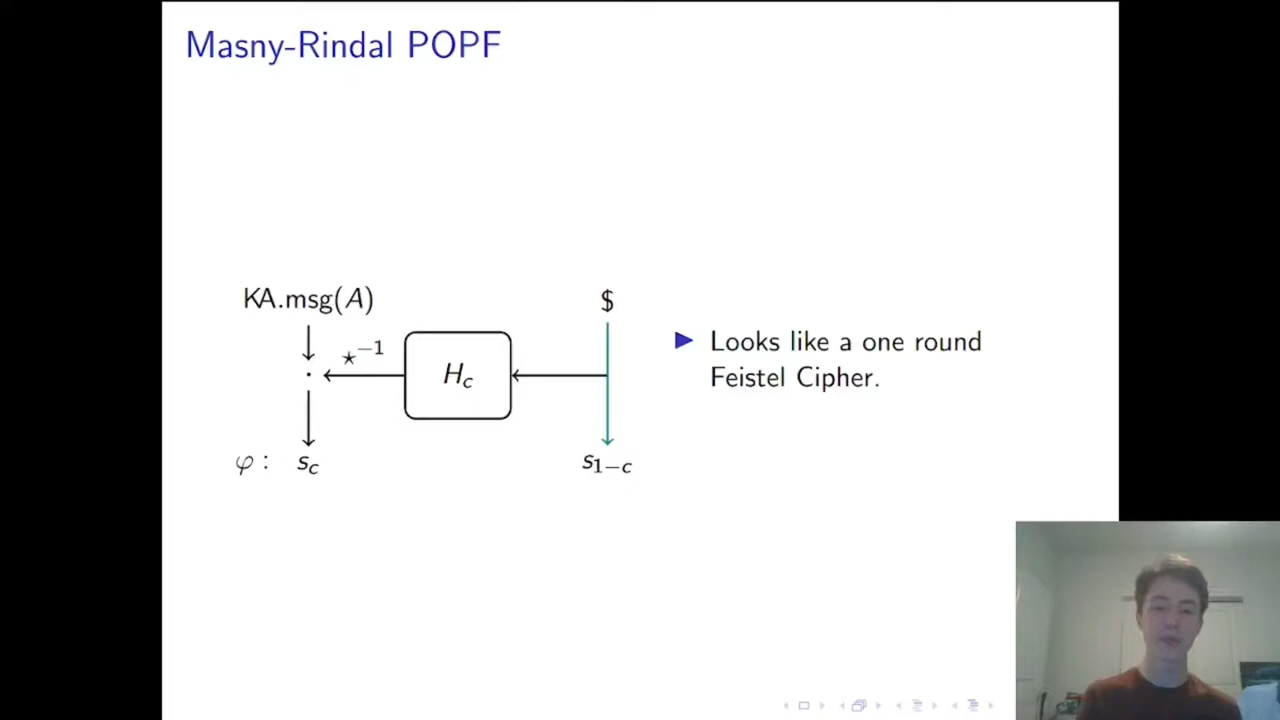 Masny-Rindal POPF
KA.msg(A)
$
⋆⁻¹
H_c
▶ Looks like a one round
Feistel Cipher.
φ : s_c
s_{1−c}